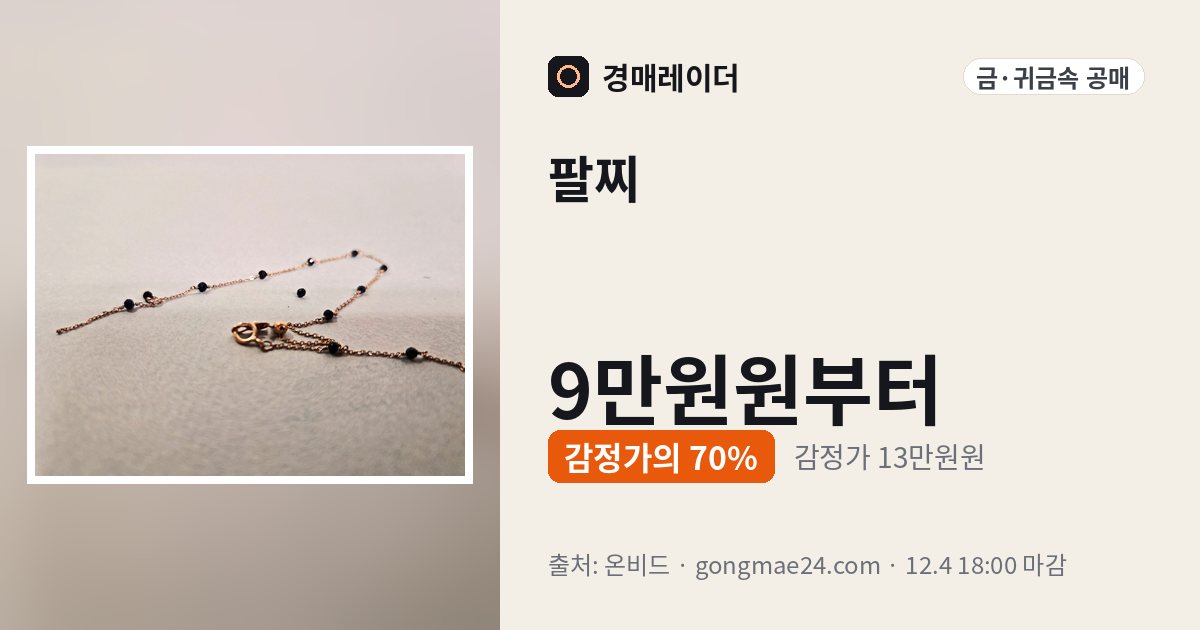 경매레이더
금·귀금속 공매
팔찌
9만원원부터
감정가의 70% 감정가 13만원원
출처: 온비드 · gongmae24.com · 12.4 18:00 마감